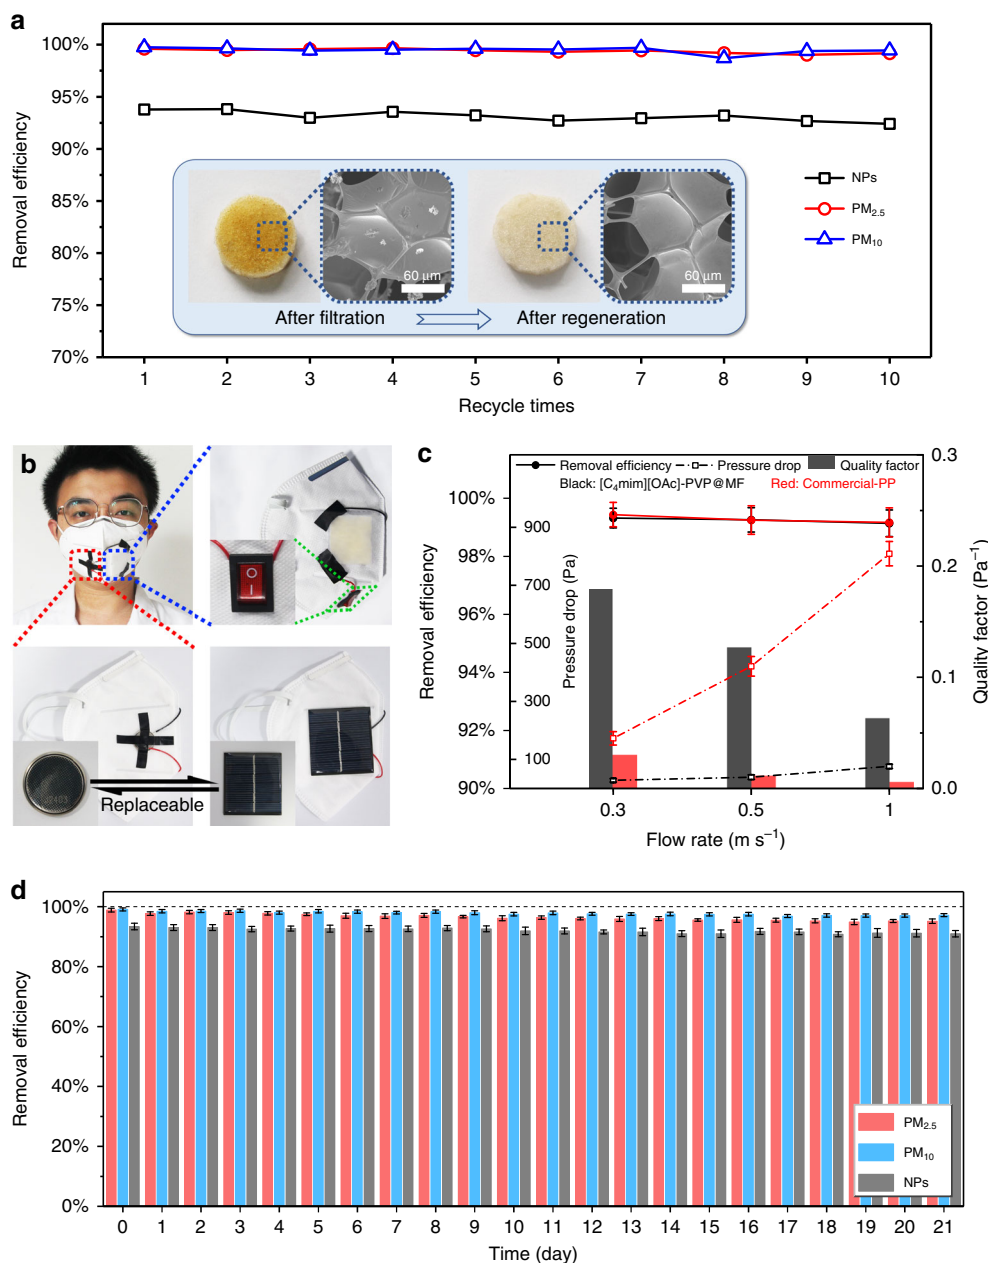 a
100%
95%
90%
85%
80%
75%
70%
Removal efficiency
NPs
PM2.5
PM10
60 μm
60 μm
After filtration
After regeneration
1 2 3 4 5 6 7 8 9 10
Recycle times
b
O
I
Replaceable
c
Removal efficiency
Pressure drop
Quality factor
Black: [C4mim][OAc]-PVP@MF
Red: Commercial-PP
100%
98%
96%
94%
92%
90%
Removal efficiency
900
700
500
300
100
Pressure drop (Pa)
0.3
0.2
0.1
0.0
Quality factor (Pa−1)
0.3 0.5 1
Flow rate (m s−1)
d
100%
80%
60%
40%
20%
0%
Removal efficiency
PM2.5
PM10
NPs
0 1 2 3 4 5 6 7 8 9 10 11 12 13 14 15 16 17 18 19 20 21
Time (day)